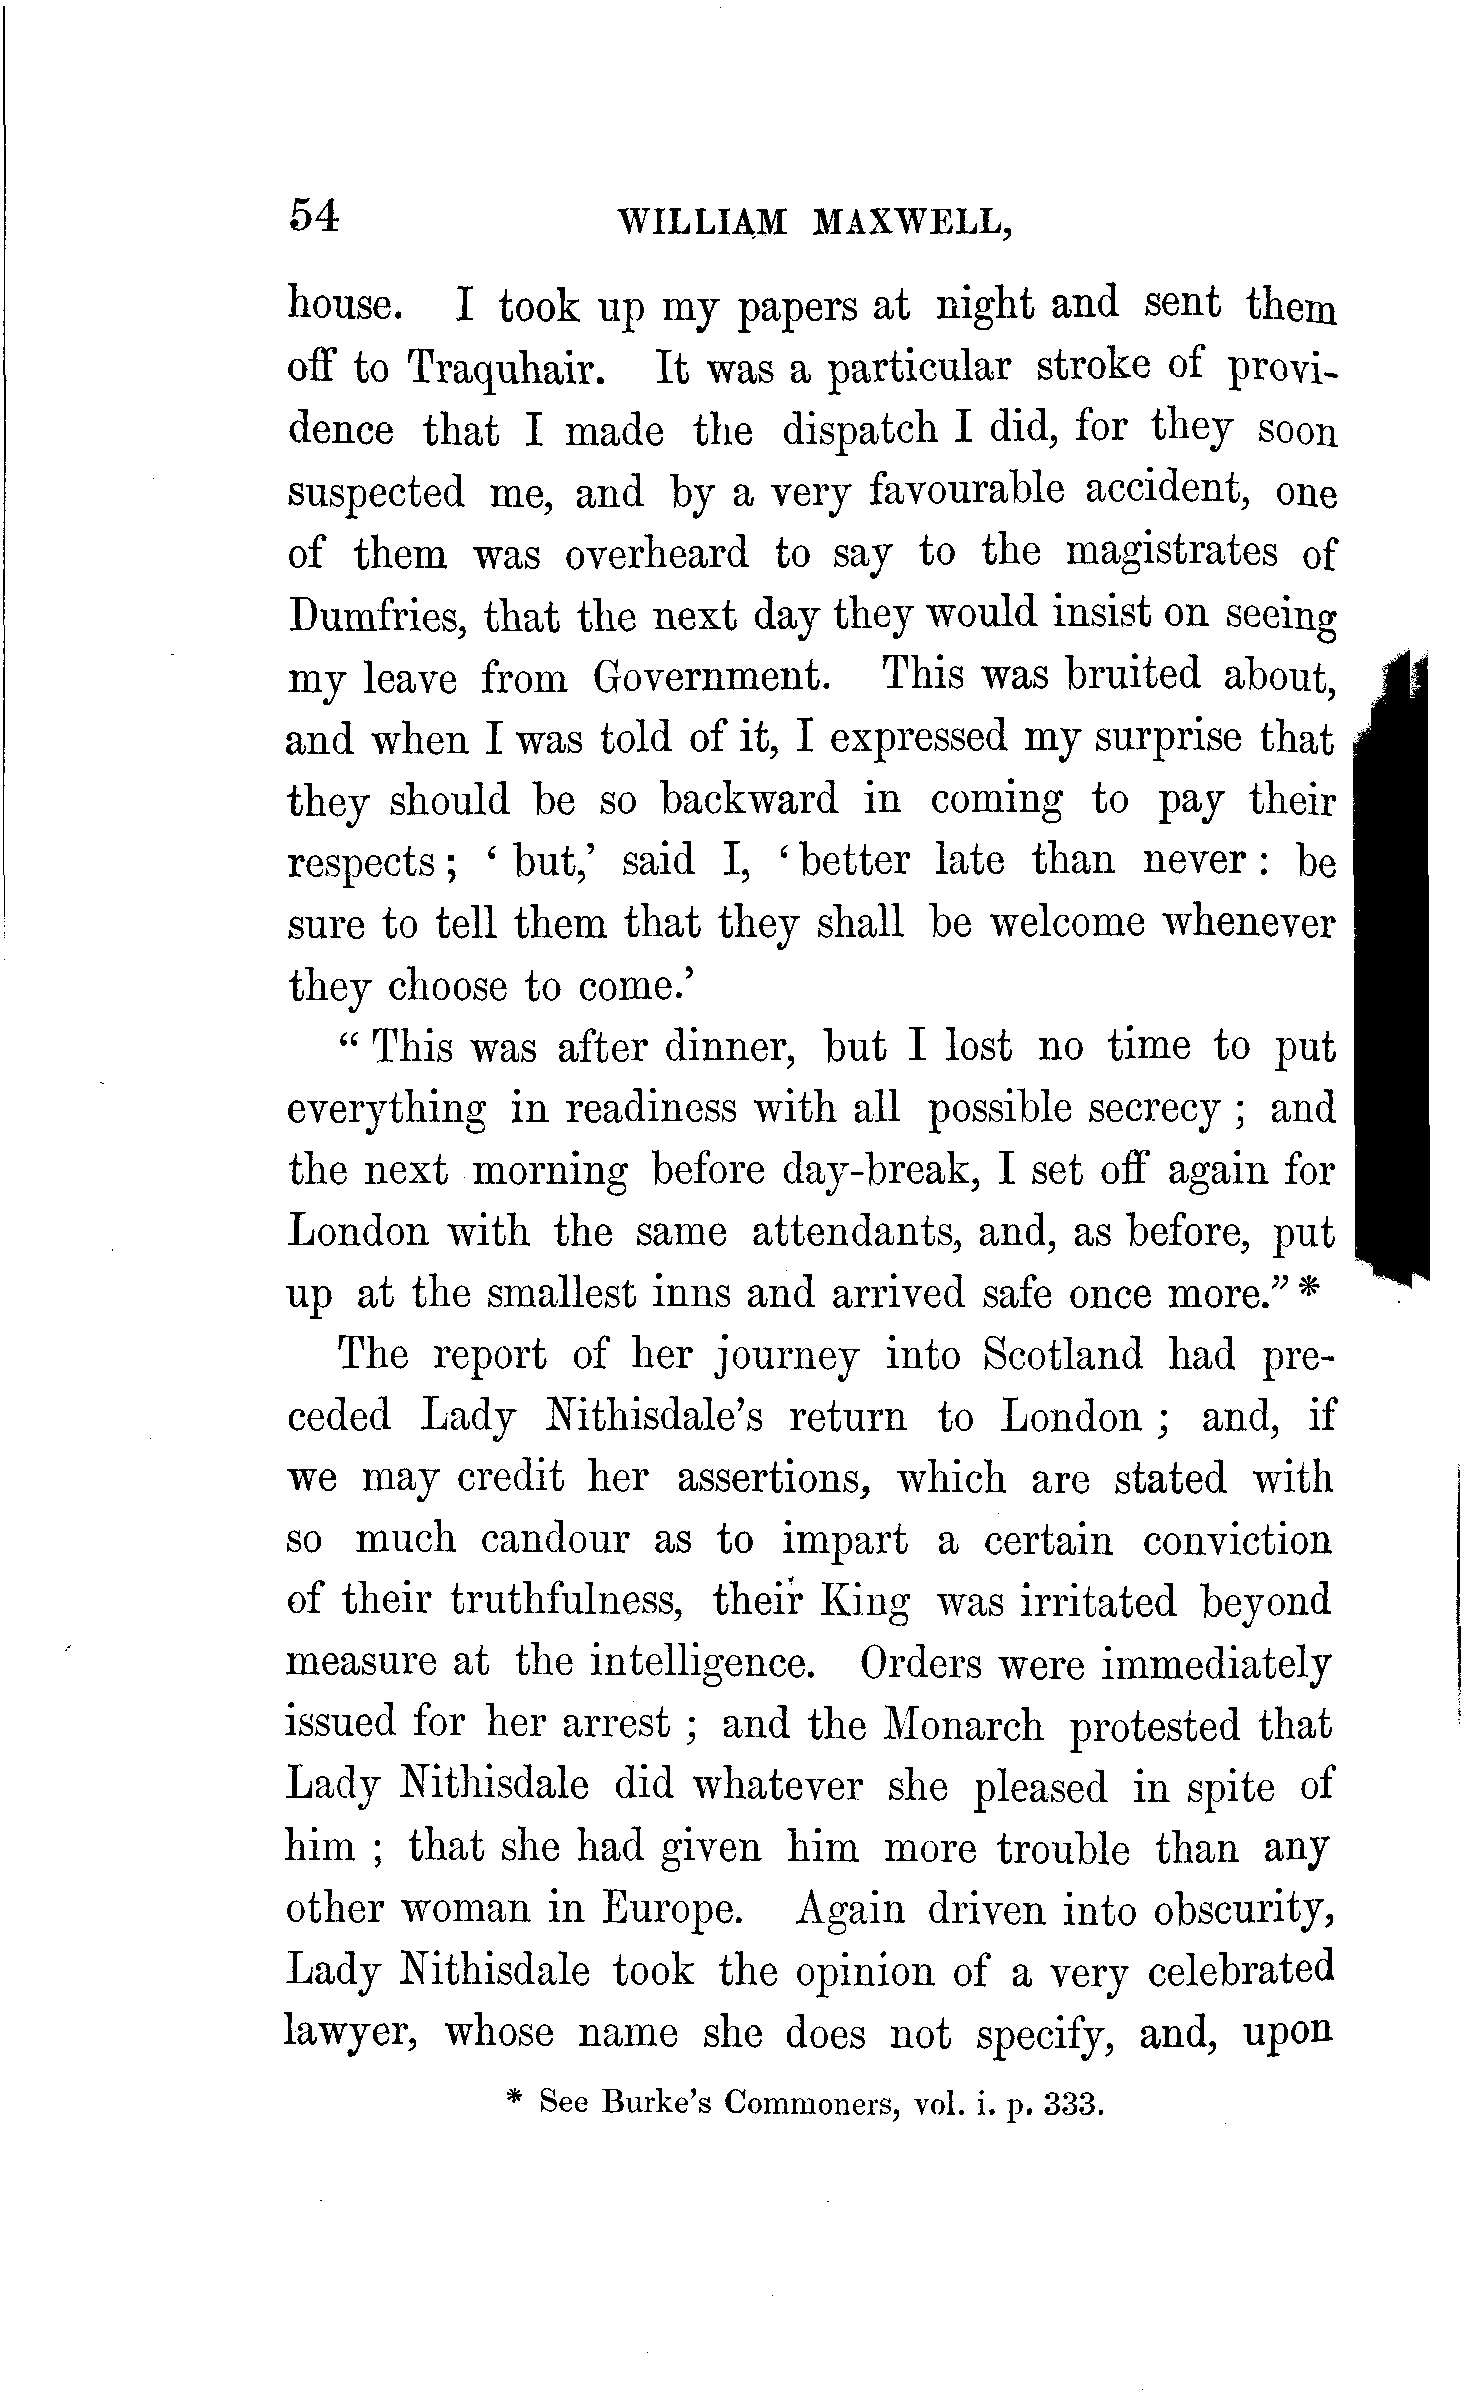 54 WILLIAM MAXWELL,
house. I took up my papers at night and sent them
off to Traquhair. It was a particular stroke of provi-
dence that I made the dispatch I did, for they soon
suspected me, and by a very favourable accident, one
of them was overheard to say to the magistrates of
Dumfries, that the next day they would insist on seeing
my leave from Government. This was bruited about,
and when I was told of it, I expressed my surprise that
they should be so backward in coming to pay their
respects ; ‘ but,’ said I, ‘ better late than never : be
sure to tell them that they shall be welcome whenever
they choose to come.’
“ This was after dinner, but I lost no time to put
everything in readiness with all possible secrecy ; and
the next morning before day-break, I set off again for
London with the same attendants, and, as before, put
up at the smallest inns and arrived safe once more.” *
The report of her journey into Scotland had pre-
ceded Lady Nithisdale’s return to London ; and, if
we may credit her assertions, which are stated with
so much candour as to impart a certain conviction
of their truthfulness, their King was irritated beyond
measure at the intelligence. Orders were immediately
issued for her arrest ; and the Monarch protested that
Lady Nithisdale did whatever she pleased in spite of
him ; that she had given him more trouble than any
other woman in Europe. Again driven into obscurity,
Lady Nithisdale took the opinion of a very celebrated
lawyer, whose name she does not specify, and, upon
* See Burke’s Commoners, vol. i. p. 333.